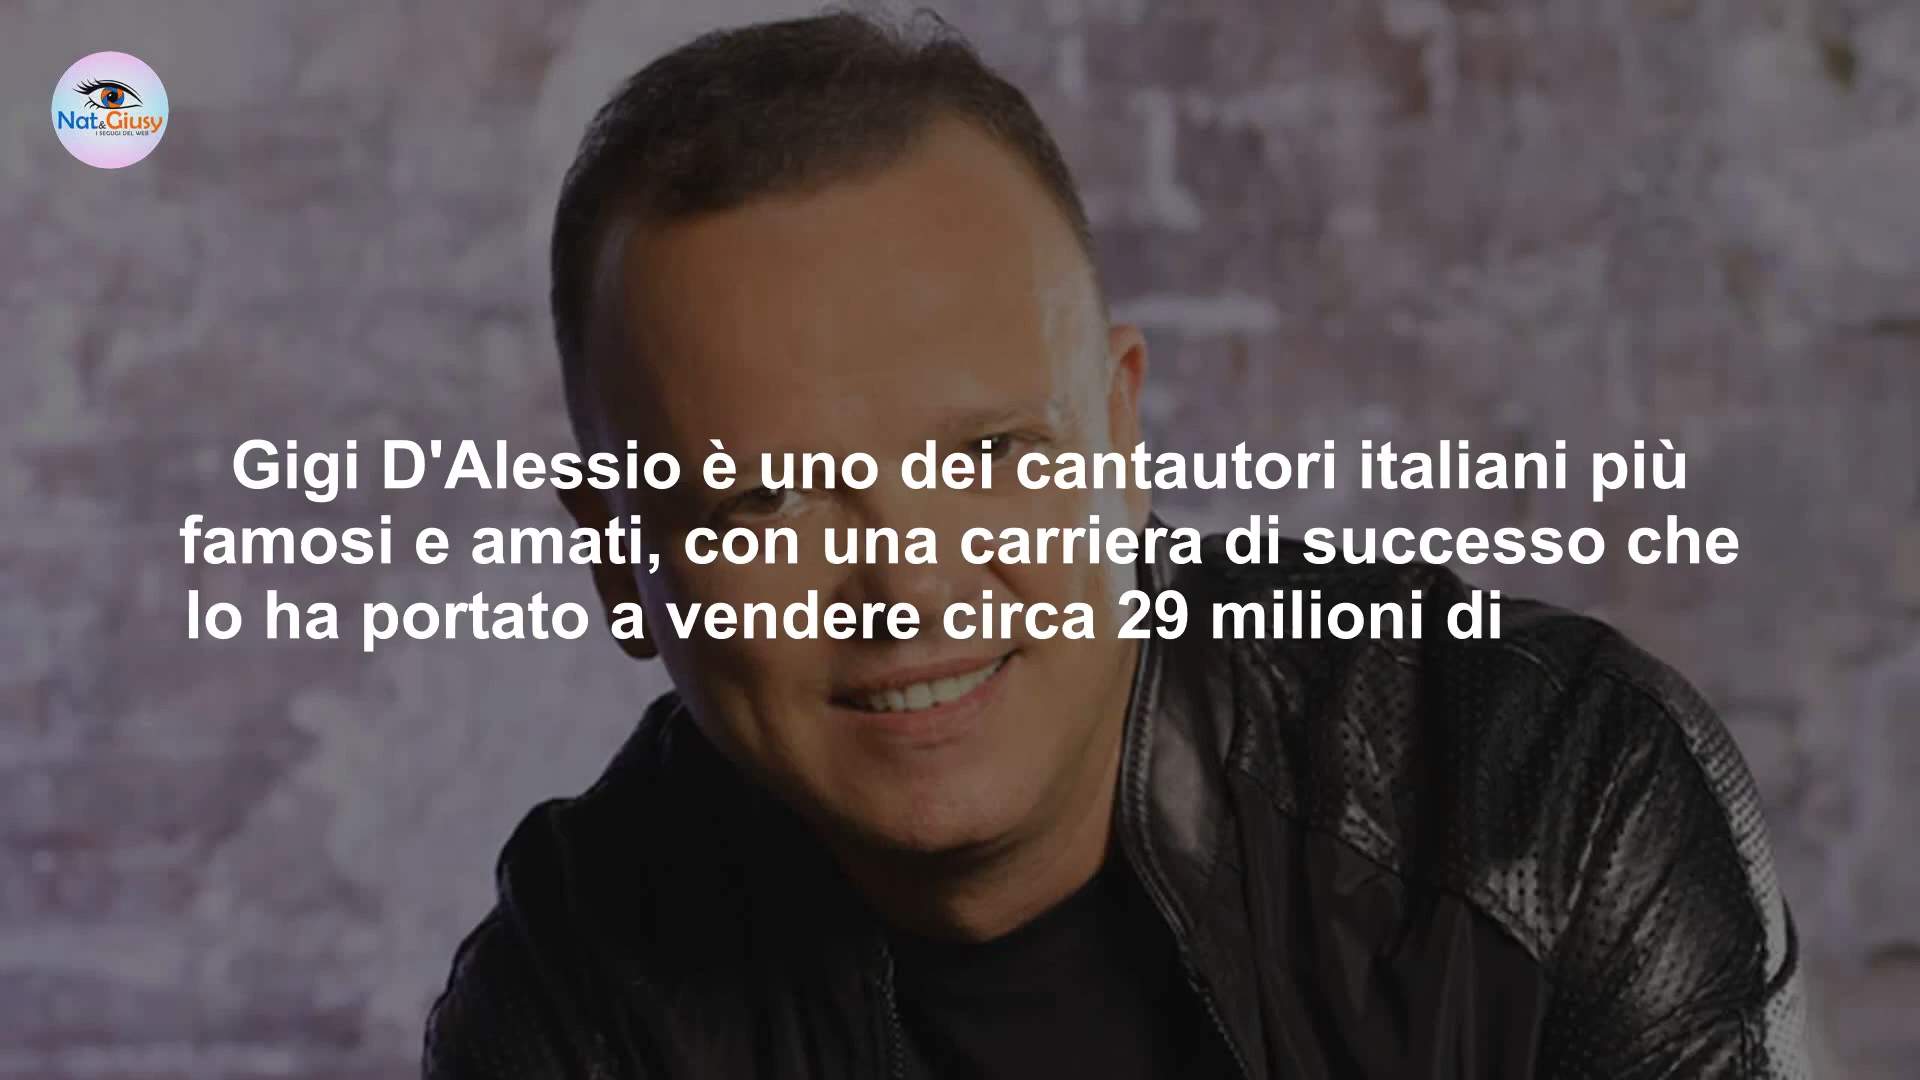 Nat&Giusy
I SEGUGI DEL WEB
Gigi D'Alessio è uno dei cantautori italiani più
famosi e amati, con una carriera di successo che
lo ha portato a vendere circa 29 milioni di